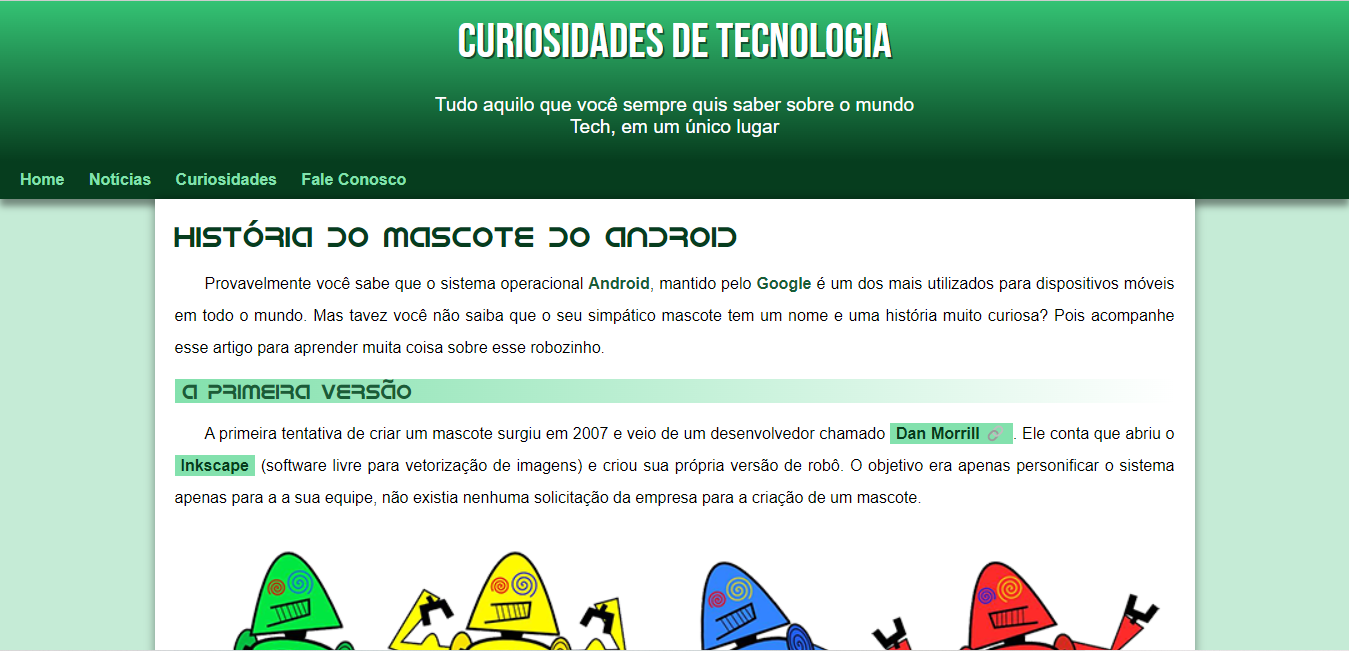 CURIOSIDADES DE TECNOLOGIA
Tudo aquilo que você sempre quis saber sobre o mundo
Tech, em um único lugar
Home Notícias Curiosidades Fale Conosco
História do Mascote do Android
Provavelmente você sabe que o sistema operacional Android, mantido pelo Google é um dos mais utilizados para dispositivos móveis
em todo o mundo. Mas tavez você não saiba que o seu simpático mascote tem um nome e uma história muito curiosa? Pois acompanhe
esse artigo para aprender muita coisa sobre esse robozinho.
A primeira versão
A primeira tentativa de criar um mascote surgiu em 2007 e veio de um desenvolvedor chamado Dan Morrill . Ele conta que abriu o
Inkscape (software livre para vetorização de imagens) e criou sua própria versão de robô. O objetivo era apenas personificar o sistema
apenas para a a sua equipe, não existia nenhuma solicitação da empresa para a criação de um mascote.